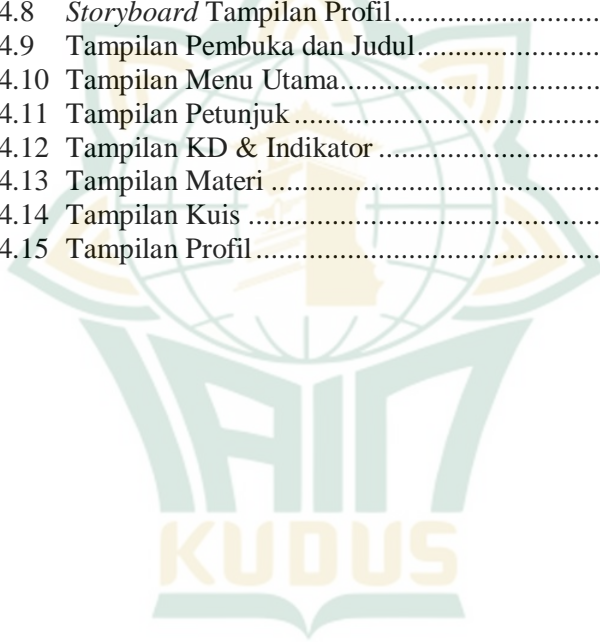 4.8 Storyboard Tampilan Profil........................................
4.9 Tampilan Pembuka dan Judul....................................
4.10 Tampilan Menu Utama................................................
4.11 Tampilan Petunjuk.......................................................
4.12 Tampilan KD & Indikator...........................................
4.13 Tampilan Materi..........................................................
4.14 Tampilan Kuis.............................................................
4.15 Tampilan Profil............................................................
IAIN
KUDUS